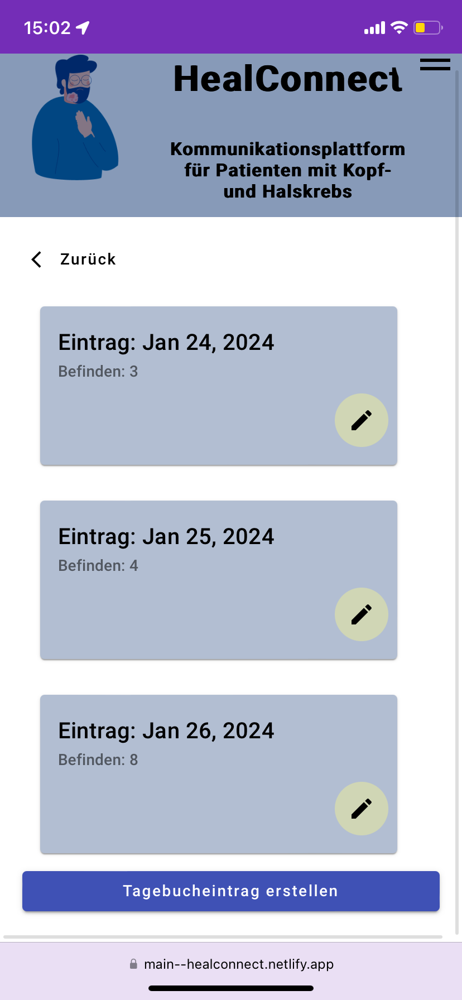 15:02
HealConnect
Kommunikationsplattform
für Patienten mit Kopf-
und Halskrebs
Zurück
Eintrag: Jan 24, 2024
Befinden: 3
Eintrag: Jan 25, 2024
Befinden: 4
Eintrag: Jan 26, 2024
Befinden: 8
Tagebucheintrag erstellen
main--healconnect.netlify.app